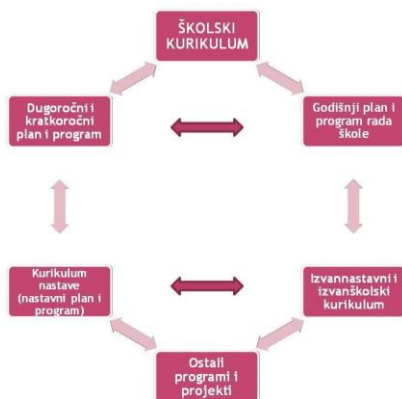 ŠKOLSKI
KURIKULUM
Dugoročni i
kratkoročni
plan i program
Godišnji plan i
program rada
škole
Kurikulum
nastave
(nastavni plan i
program)
Izvannastavni i
izvanškolski
kurikulum
Ostali
programi i
projekti